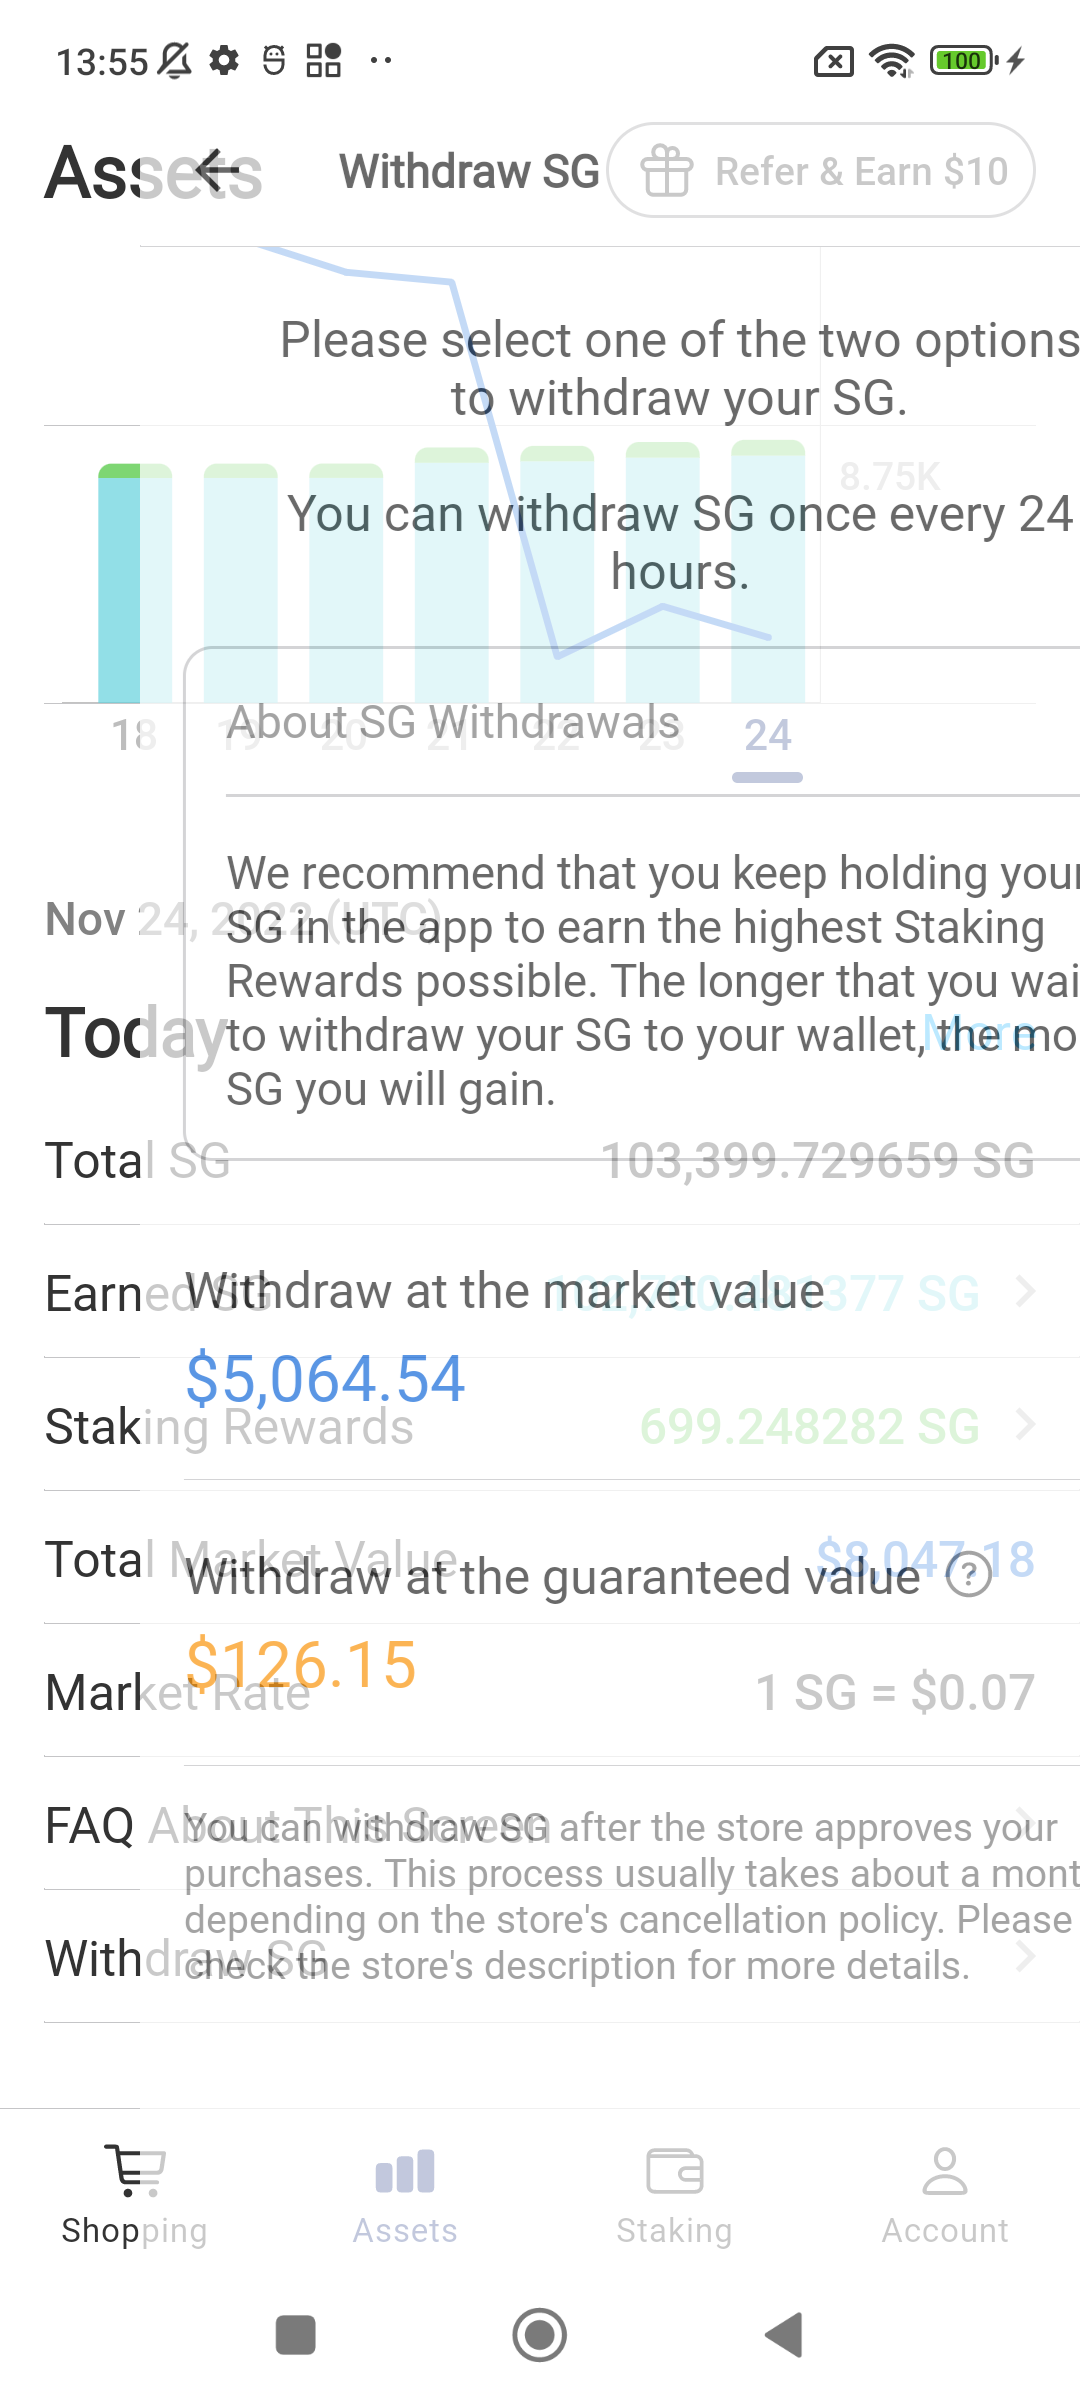 13:55
100
Assets
Withdraw SG
Refer & Earn $10
Please select one of the two options
to withdraw your SG.
8.75K
You can withdraw SG once every 24
hours.
18 19 20 21 22 23 24
About SG Withdrawals
We recommend that you keep holding your
SG in the app to earn the highest Staking
Rewards possible. The longer that you wai
to withdraw your SG to your wallet, the mo
SG you will gain.
Nov 24, 2022 (UTC)
Today
More
Total SG
103,399.729659 SG
Earned SG
102,700.481377 SG
Withdraw at the market value
$5,064.54
Staking Rewards
699.248282 SG
Total Market Value
$8,047.18
Withdraw at the guaranteed value ?
$126.15
Market Rate
1 SG = $0.07
FAQ About This Screen
You can withdraw SG after the store approves your
purchases. This process usually takes about a mont
depending on the store's cancellation policy. Please
check the store's description for more details.
Withdraw SG
Shopping
Assets
Staking
Account